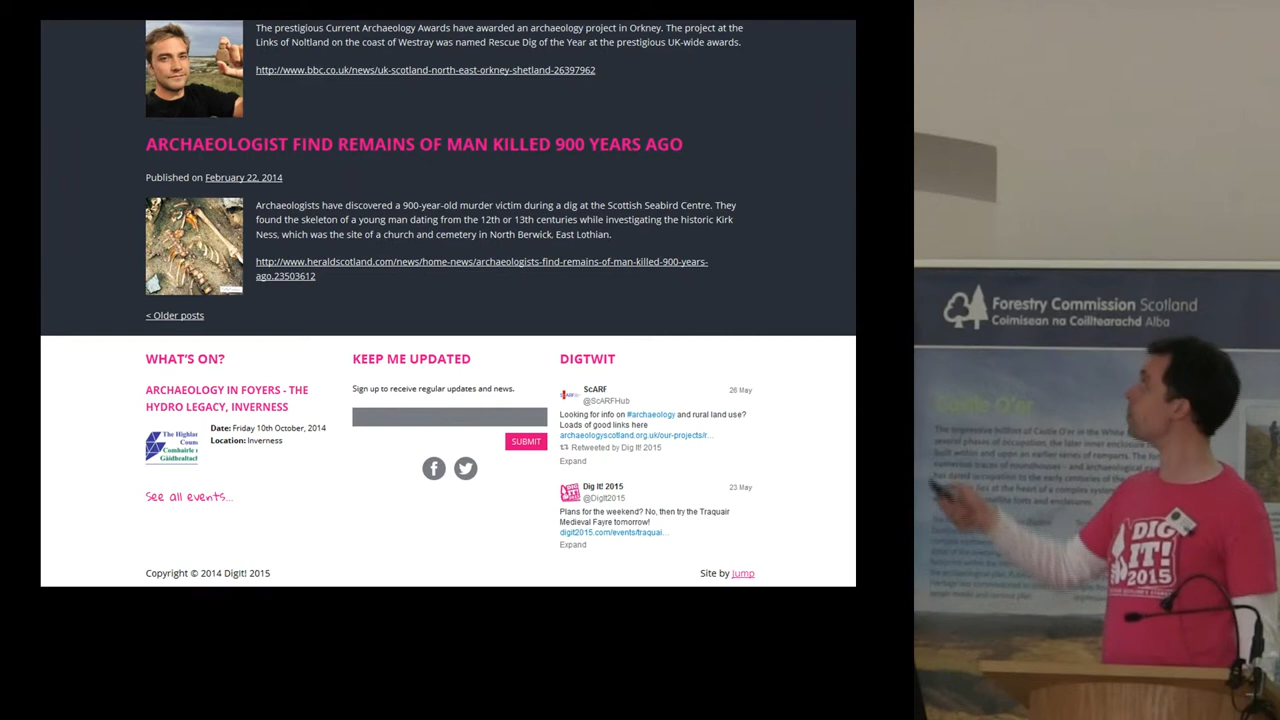 The prestigious Current Archaeology Awards have awarded an archaeology project in Orkney. The project at the
Links of Noltland on the coast of Westray was named Rescue Dig of the Year at the prestigious UK-wide awards.
http://www.bbc.co.uk/news/uk-scotland-north-east-orkney-shetland-26397962
ARCHAEOLOGIST FIND REMAINS OF MAN KILLED 900 YEARS AGO
Published on February 22, 2014
Archaeologists have discovered a 900-year-old murder victim during a dig at the Scottish Seabird Centre. They
found the skeleton of a young man dating from the 12th or 13th centuries while investigating the historic Kirk
Ness, which was the site of a church and cemetery in North Berwick, East Lothian.
http://www.heraldscotland.com/news/home-news/archaeologists-find-remains-of-man-killed-900-years-
ago.23503612
< Older posts
WHAT'S ON?
ARCHAEOLOGY IN FOYERS - THE
HYDRO LEGACY, INVERNESS
The Highlan
Coun
Comhairle n
Gàidhealtach
Date: Friday 10th October, 2014
Location: Inverness
See all events...
KEEP ME UPDATED
Sign up to receive regular updates and news.
SUBMIT
DIGTWIT
ScARF 26 May
@ScARFHub
Looking for info on #archaeology and rural land use?
Loads of good links here
archaeologyscotland.org.uk/our-projects/r...
Retweeted by Dig It! 2015
Expand
Dig It! 2015 23 May
@DigIt2015
Plans for the weekend? No, then try the Traquair
Medieval Fayre tomorrow!
digit2015.com/events/traquai...
Expand
Copyright © 2014 DigIt! 2015
Site by Jump
Forestry Commission Scotland
Coimisean na Coilltearachd Alba
Castle O'er
DIG
IT!
2015